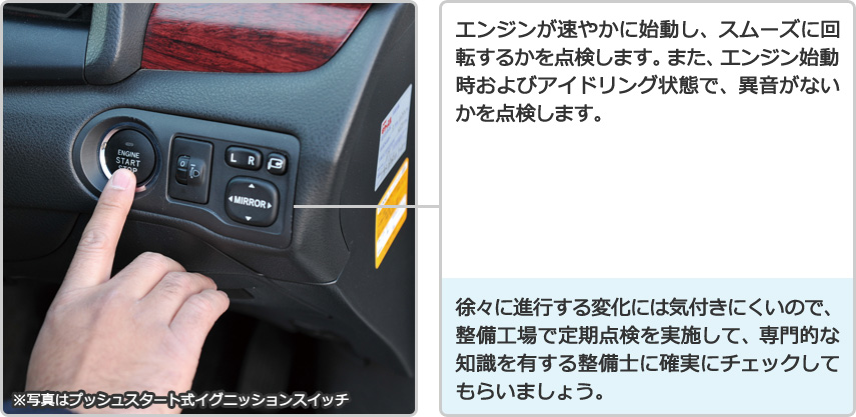 ENGINE
START
STOP
L R
MIRROR
0
※写真はプッシュスタート式イグニッションスイッチ
エンジンが速やかに始動し、スムーズに回
転するかを点検します。また、エンジン始動
時およびアイドリング状態で、異音がない
かを点検します。
徐々に進行する変化には気付きにくいので、
整備工場で定期点検を実施して、専門的な
知識を有する整備士に確実にチェックして
もらいましょう。